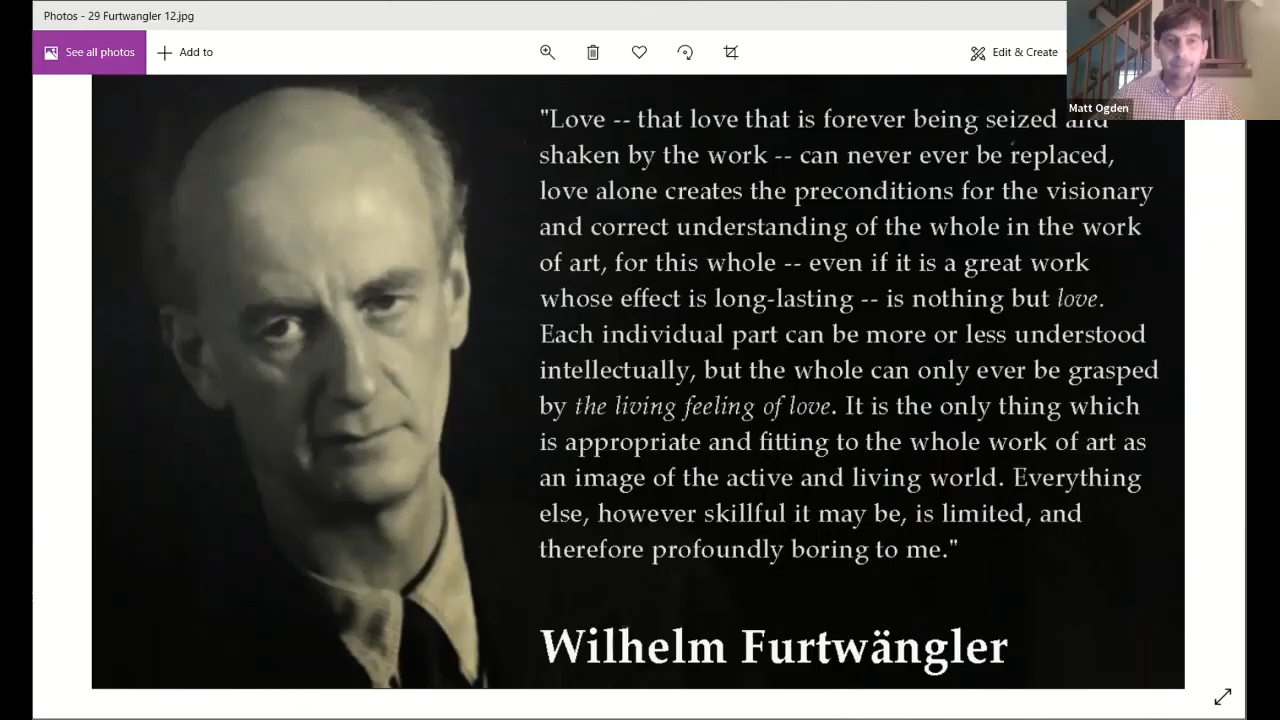 Photos - 29 Furtwangler 12.jpg
See all photos
Add to
Edit & Create
Matt Ogden
"Love -- that love that is forever being seized and
shaken by the work -- can never ever be replaced,
love alone creates the preconditions for the visionary
and correct understanding of the whole in the work
of art, for this whole -- even if it is a great work
whose effect is long-lasting -- is nothing but love.
Each individual part can be more or less understood
intellectually, but the whole can only ever be grasped
by the living feeling of love. It is the only thing which
is appropriate and fitting to the whole work of art as
an image of the active and living world. Everything
else, however skillful it may be, is limited, and
therefore profoundly boring to me."
Wilhelm Furtwängler